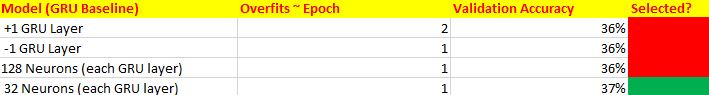 Model (GRU Baseline) Overfits ~ Epoch Validation Accuracy Selected?
+1 GRU Layer 2 36%
-1 GRU Layer 1 36%
128 Neurons (each GRU layer) 1 36%
32 Neurons (each GRU layer) 1 37%